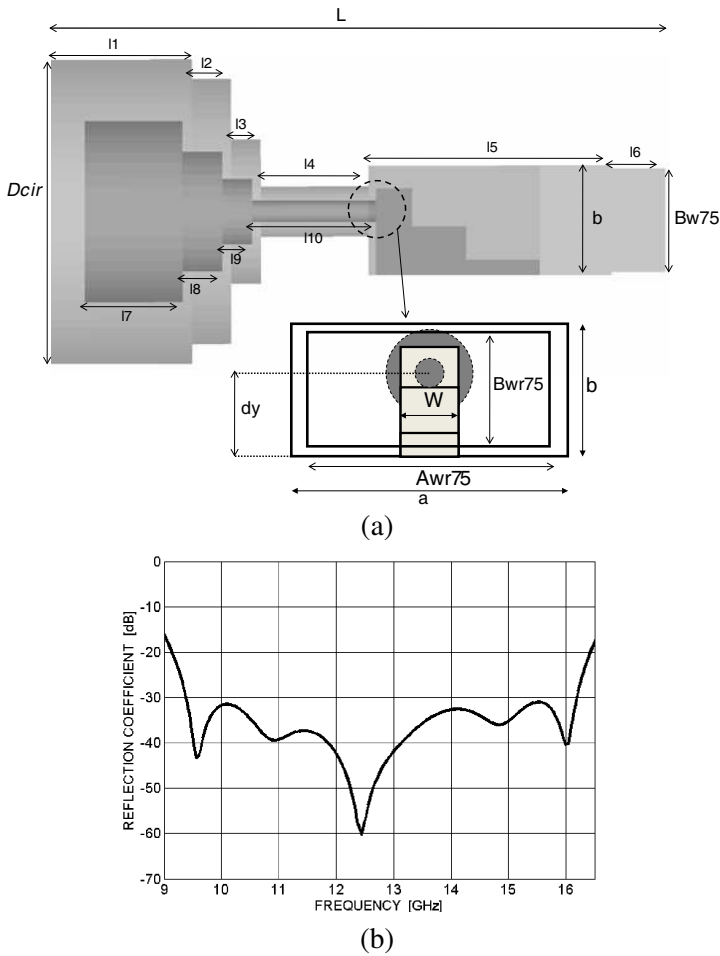 L
l1
l2
l3
l4
l5
l6
Dcir
b
Bw75
l10
l9
l8
l7
dy
W
Bwr75
b
Awr75
a
(a)
REFLECTION COEFFICIENT [dB]
0
-10
-20
-30
-40
-50
-60
-70
9 10 11 12 13 14 15 16
FREQUENCY [GHz]
(b)